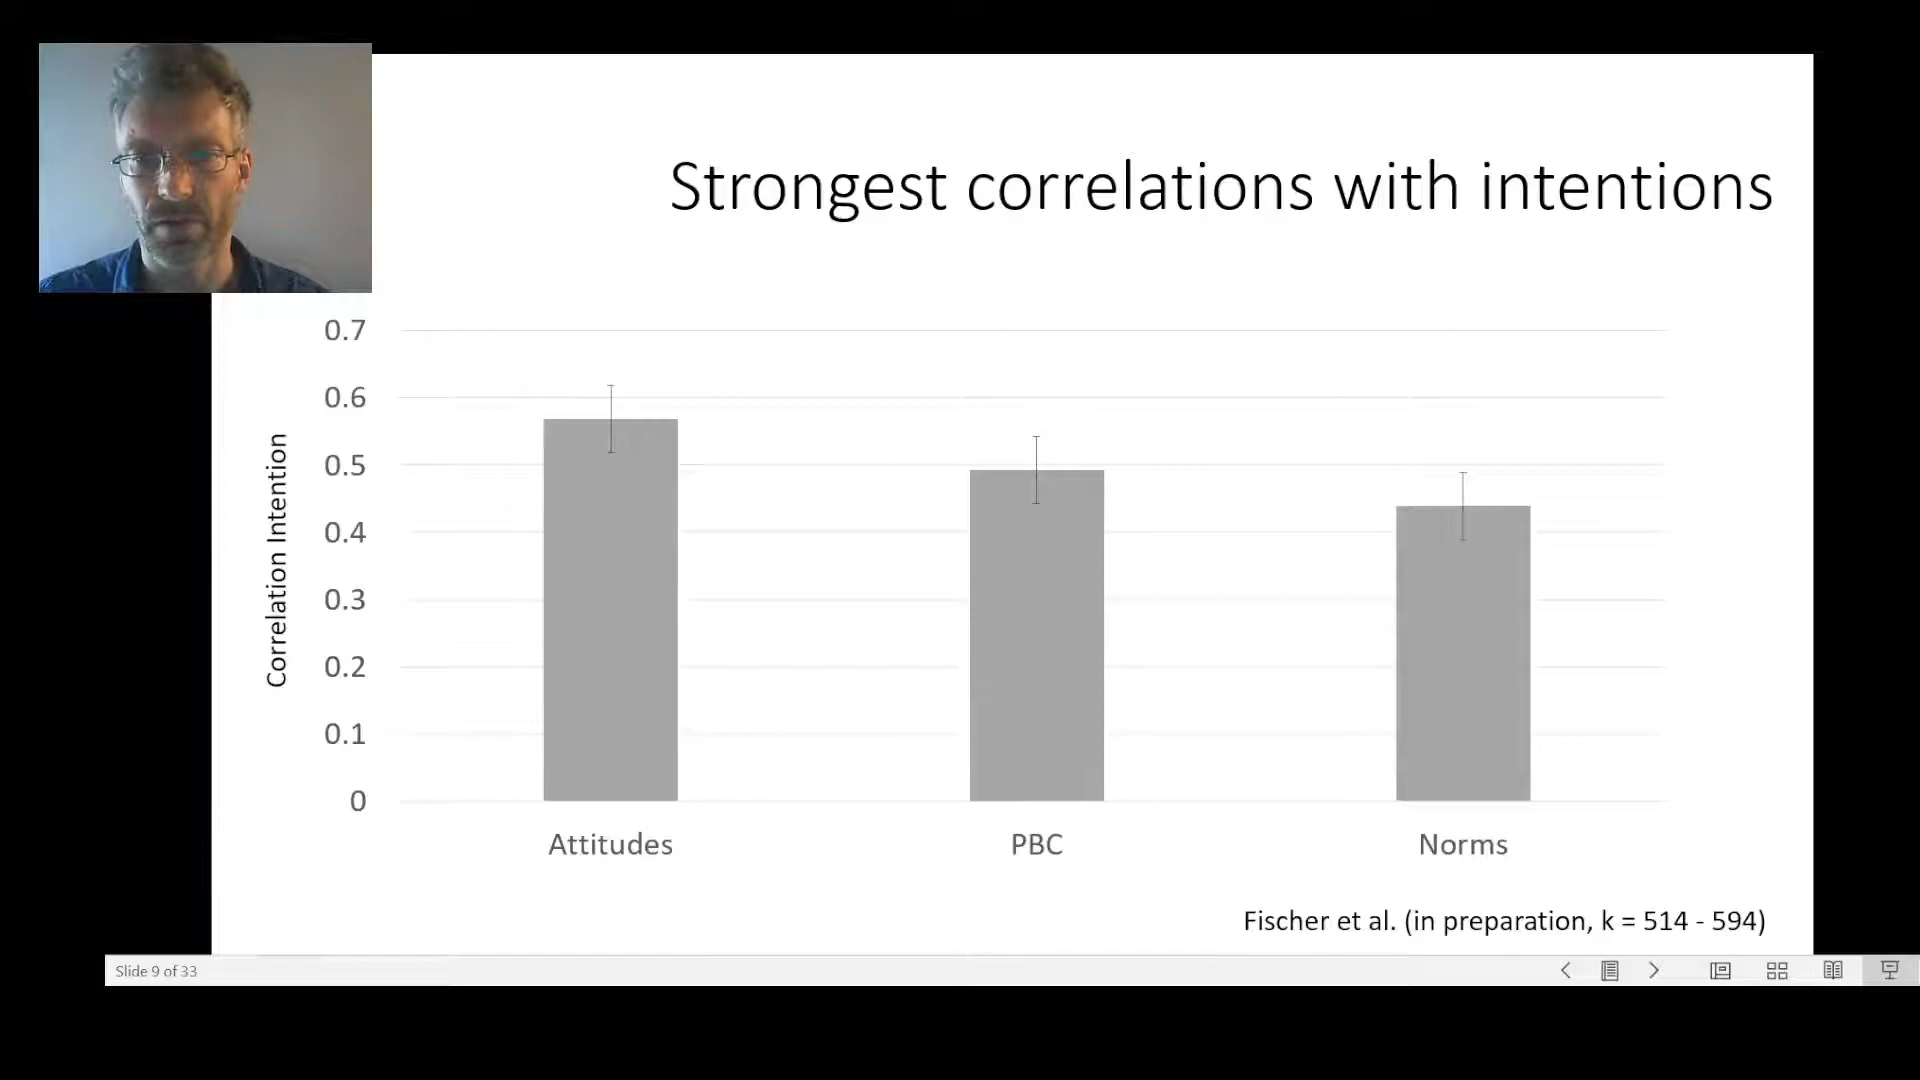 Strongest correlations with intentions
Correlation Intention
0.7
0.6
0.5
0.4
0.3
0.2
0.1
0
Attitudes PBC Norms
Fischer et al. (in preparation, k = 514 - 594)
Slide 9 of 33